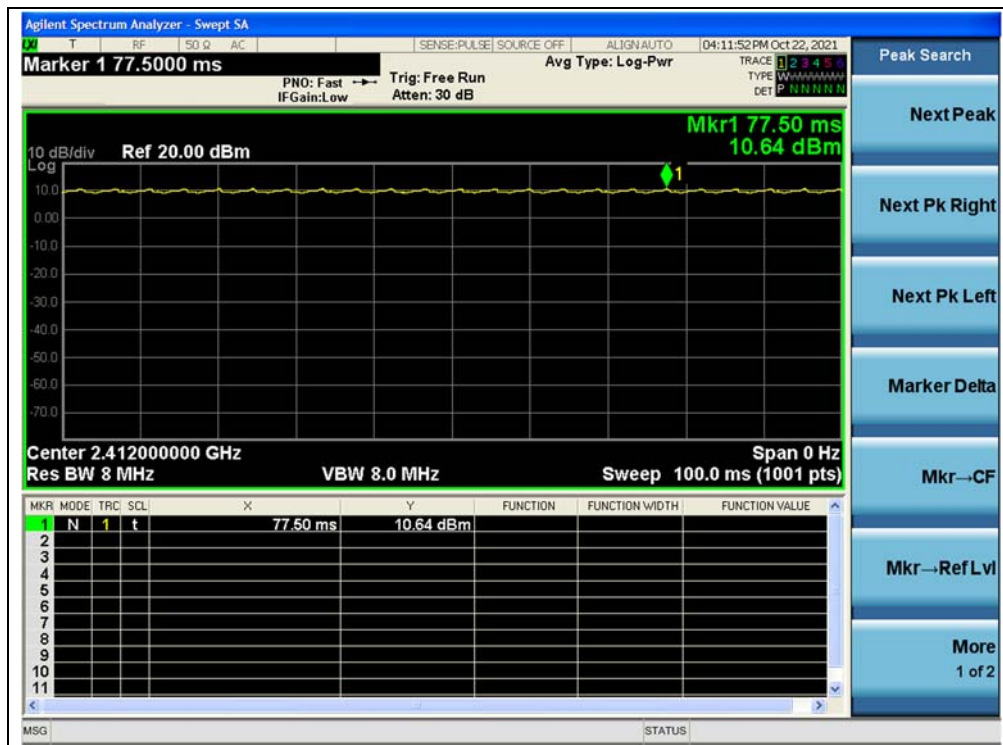 Agilent Spectrum Analyzer - Swept SA
LXI T RF 50 Ω AC SENSE:PULSE SOURCE OFF ALIGN AUTO 04:11:52 PM Oct 22, 2021
Marker 1 77.5000 ms
PNO: Fast
IFGain:Low
Trig: Free Run
Atten: 30 dB
Avg Type: Log-Pwr
TRACE 1 2 3 4 5 6
TYPE W
DET P N N N N N
Mkr1 77.50 ms
10.64 dBm
10 dB/div Ref 20.00 dBm
Log
1
10.0
0.00
-10.0
-20.0
-30.0
-40.0
-50.0
-60.0
-70.0
Center 2.412000000 GHz Span 0 Hz
Res BW 8 MHz VBW 8.0 MHz Sweep 100.0 ms (1001 pts)
MKR MODE TRC SCL X Y FUNCTION FUNCTION WIDTH FUNCTION VALUE
1 N 1 t 77.50 ms 10.64 dBm
2
3
4
5
6
7
8
9
10
11
MSG STATUS
Peak Search
Next Peak
Next Pk Right
Next Pk Left
Marker Delta
Mkr→CF
Mkr→Ref Lvl
More
1 of 2